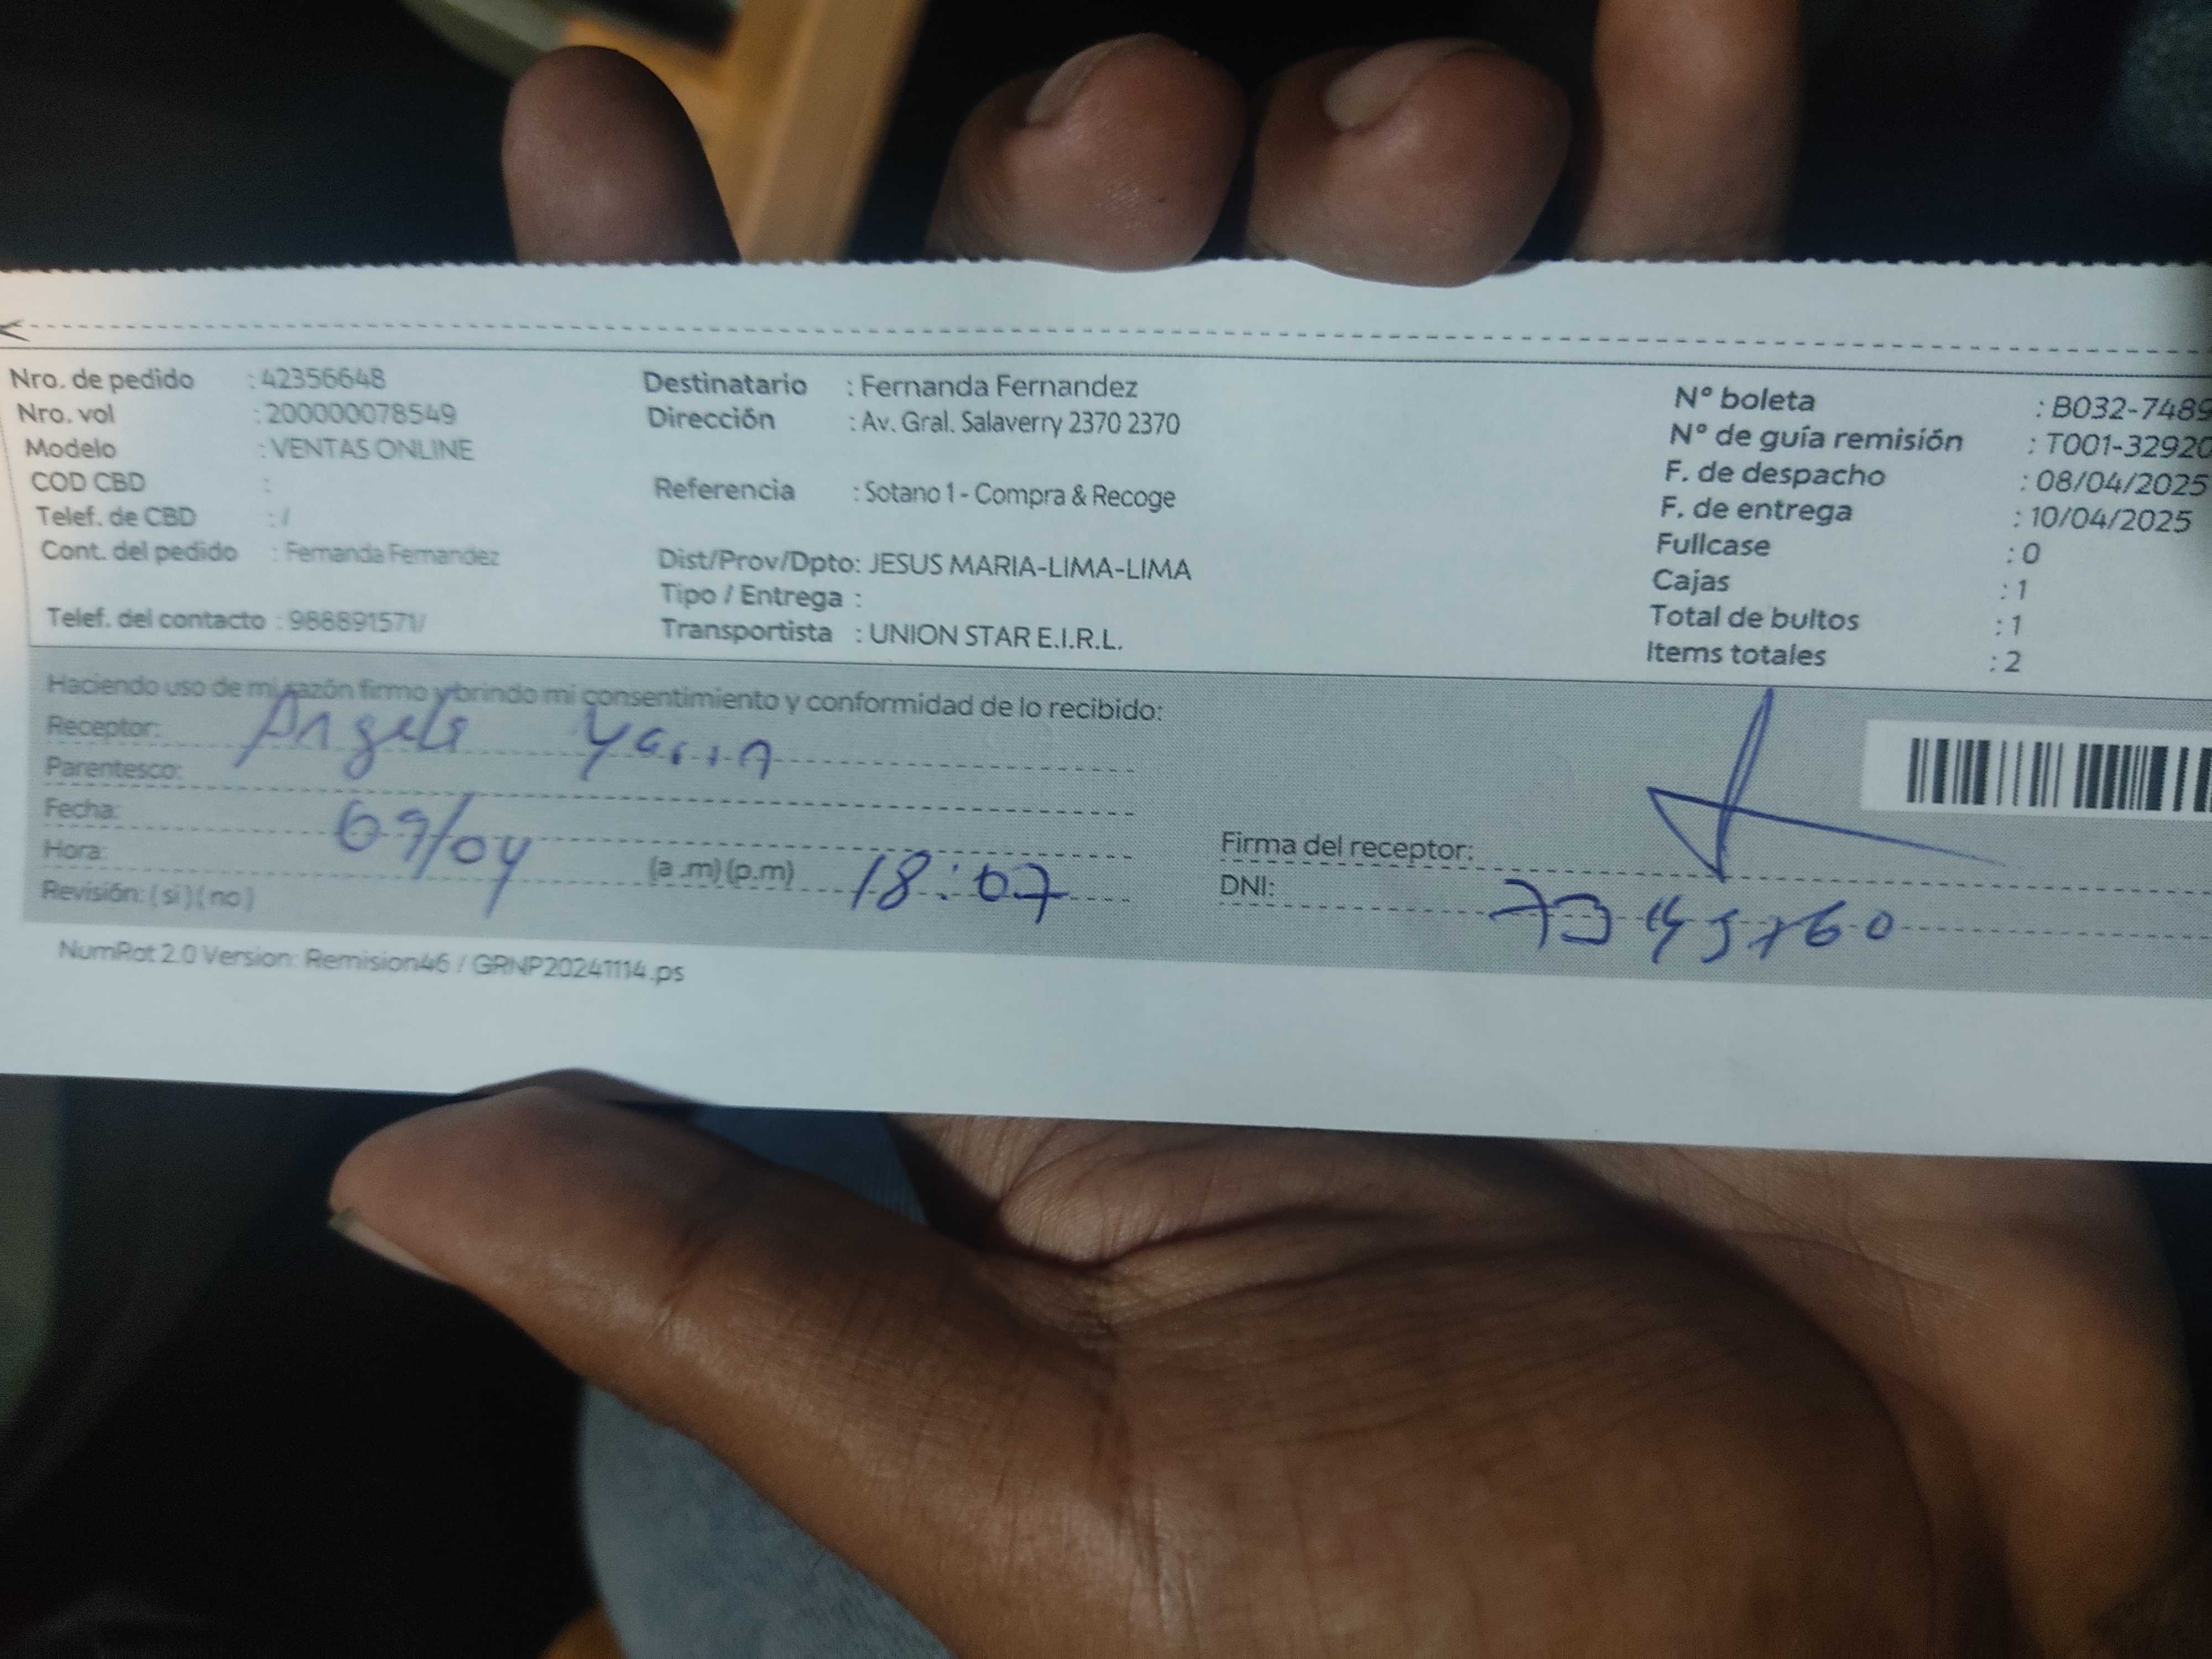 Nro. de pedido : 42356648
Nro. vol : 200000078549
Modelo : VENTAS ONLINE
COD CBD :
Telef. de CBD : /
Cont. del pedido : Fernanda Fernandez
Telef. del contacto : 988891571/
Destinatario : Fernanda Fernandez
Dirección : Av. Gral. Salaverry 2370 2370
Referencia : Sotano 1 - Compra & Recoge
Dist/Prov/Dpto: JESUS MARIA-LIMA-LIMA
Tipo / Entrega :
Transportista : UNION STAR E.I.R.L.
N° boleta : B032-7489
N° de guía remisión : T001-32920
F. de despacho : 08/04/2025
F. de entrega : 10/04/2025
Fullcase : 0
Cajas : 1
Total de bultos : 1
Items totales : 2
Haciendo uso de mi razón firmo y brindo mi consentimiento y conformidad de lo recibido:
Receptor:
Parentesco:
Fecha: 09/04
Hora: (a .m) (p.m) 18:07
Revisión: ( si ) ( no )
Firma del receptor:
DNI:
NumRot 2.0 Version: Remision46 / GRNP20241114.ps